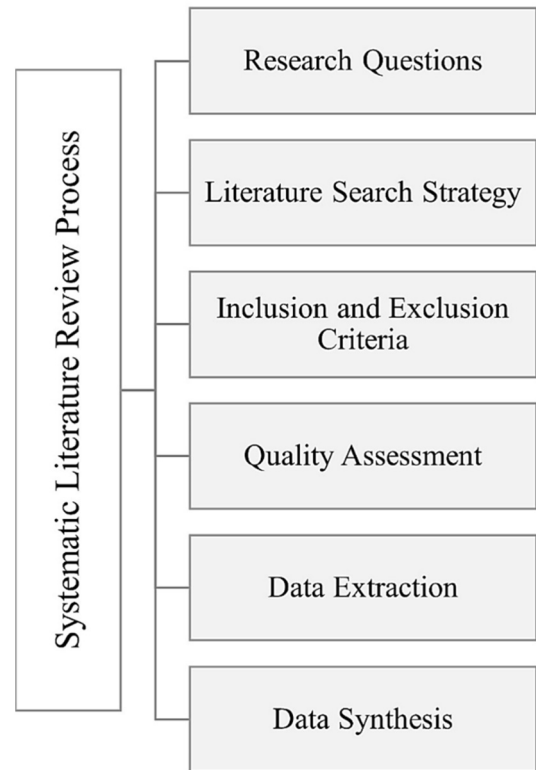 Systematic Literature Review Process
Research Questions
Literature Search Strategy
Inclusion and Exclusion
Criteria
Quality Assessment
Data Extraction
Data Synthesis